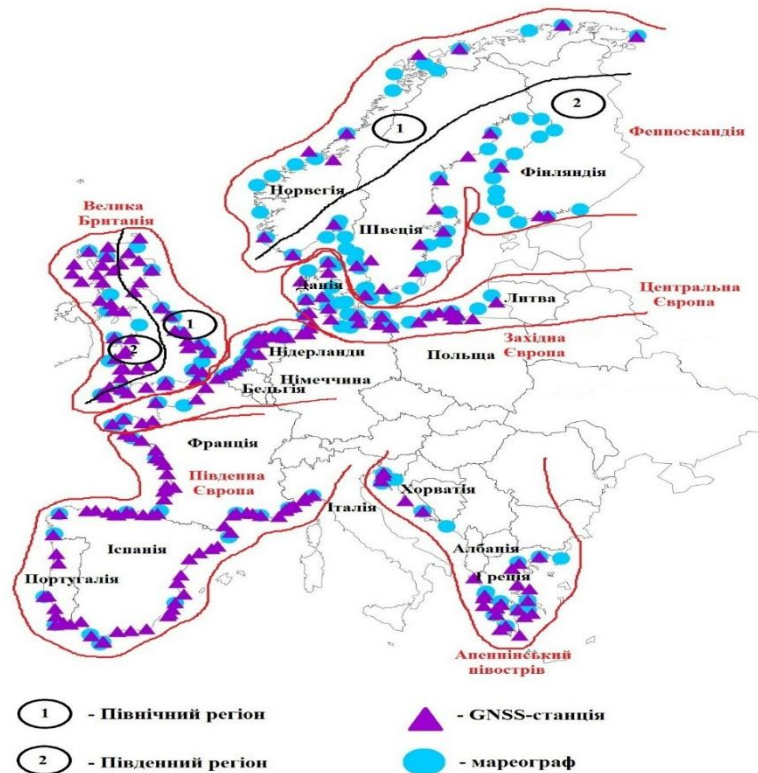 2
1
Фенноскандія
Фінляндія
Норвегія
Велика
Британія
Швеція
Данія
Литва
Центральна
Європа
1
2
Західна
Європа
Нідерланди
Польща
Німеччина
Бельгія
Франція
Південна
Європа
Італія
Хорватія
Іспанія
Албанія
Португалія
Греція
Апеннінський
півострів
1 - Північний регіон
- GNSS-станція
2 - Південний регіон
- мареограф